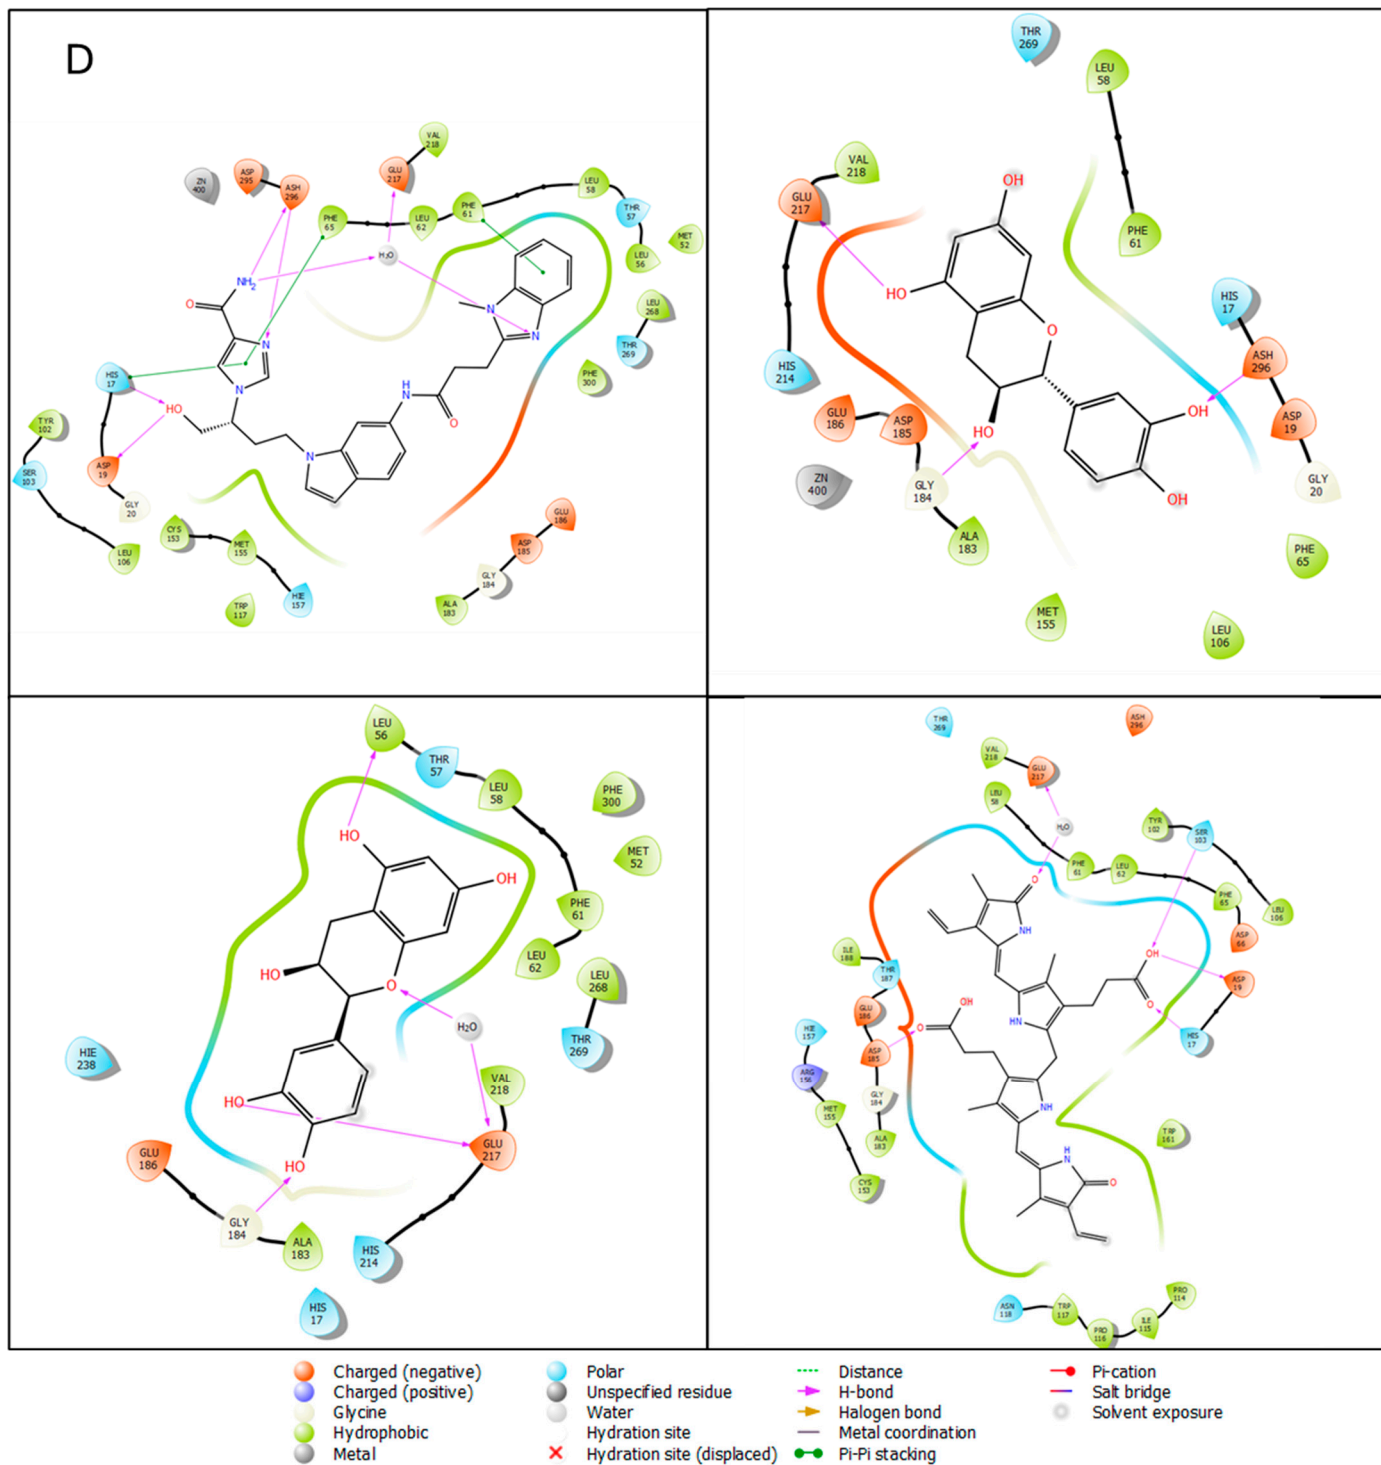 D
VAL
218
GLU
217
ZN
400
ASP
295
ASH
296
PHE
65
LEU
62
PHE
61
LEU
58
THR
57
MET
52
LEU
56
H₂O
NH₂
O
N
N
N
N
LEU
268
THR
269
PHE
300
HIS
17
HO
H
N
O
N
TYR
102
SER
103
ASP
19
GLY
20
LEU
106
CYS
153
MET
155
HIE
157
TRP
117
GLU
186
ASP
185
GLY
184
ALA
183
THR
269
LEU
58
VAL
218
GLU
217
OH
PHE
61
HO
O
HIS
17
ASH
296
HIS
214
GLU
186
ASP
185
HO
OH
ASP
19
ZN
400
GLY
184
OH
GLY
20
ALA
183
PHE
65
MET
155
LEU
106
LEU
56
THR
57
LEU
58
PHE
300
HO
OH
MET
52
PHE
61
LEU
62
HO
O
LEU
268
H₂O
THR
269
HIE
238
VAL
218
HO
GLU
217
GLU
186
HO
GLY
184
ALA
183
HIS
214
HIS
17
THR
269
ASH
296
VAL
218
GLU
217
LEU
58
H₂O
TYR
102
SER
103
PHE
61
LEU
62
PHE
65
LEU
106
O
NH
ASP
66
ILE
188
THR
187
OH
ASP
19
GLU
186
OH
O
O
NH
HIE
157
ASP
185
HIS
17
ARG
156
GLY
184
MET
155
NH
ALA
183
TRP
161
CYS
153
NH
O
PRO
114
ASN
118
TRP
117
PRO
116
ILE
115
Charged (negative)
Charged (positive)
Glycine
Hydrophobic
Metal
Polar
Unspecified residue
Water
Hydration site
Hydration site (displaced)
Distance
H-bond
Halogen bond
Metal coordination
Pi-Pi stacking
Pi-cation
Salt bridge
Solvent exposure